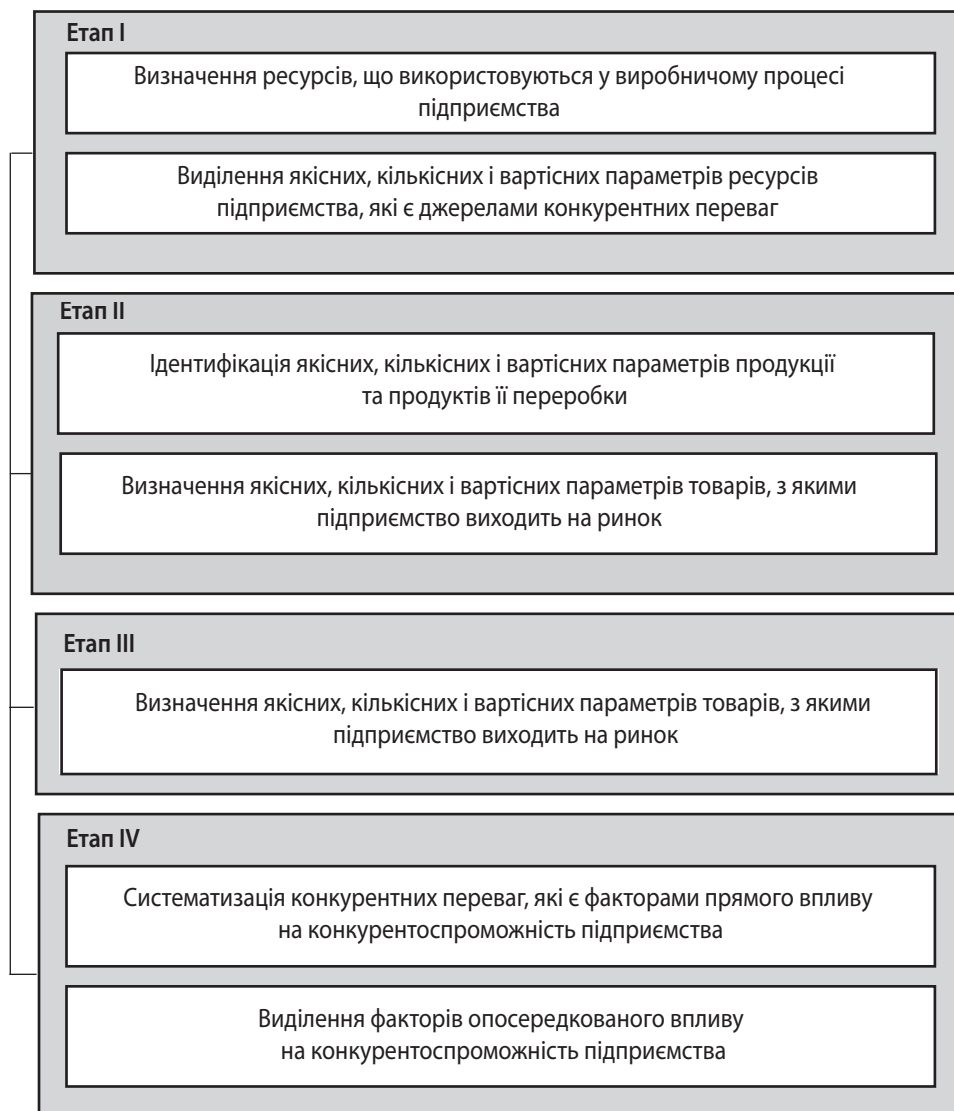 Етап І
Визначення ресурсів, що використовуються у виробничому процесі
підприємства
Виділення якісних, кількісних і вартісних параметрів ресурсів
підприємства, які є джерелами конкурентних переваг
Етап ІІ
Ідентифікація якісних, кількісних і вартісних параметрів продукції
та продуктів її переробки
Визначення якісних, кількісних і вартісних параметрів товарів, з якими
підприємство виходить на ринок
Етап ІІІ
Визначення якісних, кількісних і вартісних параметрів товарів, з якими
підприємство виходить на ринок
Етап IV
Систематизація конкурентних переваг, які є факторами прямого впливу
на конкурентоспроможність підприємства
Виділення факторів опосередкованого впливу
на конкурентоспроможність підприємства